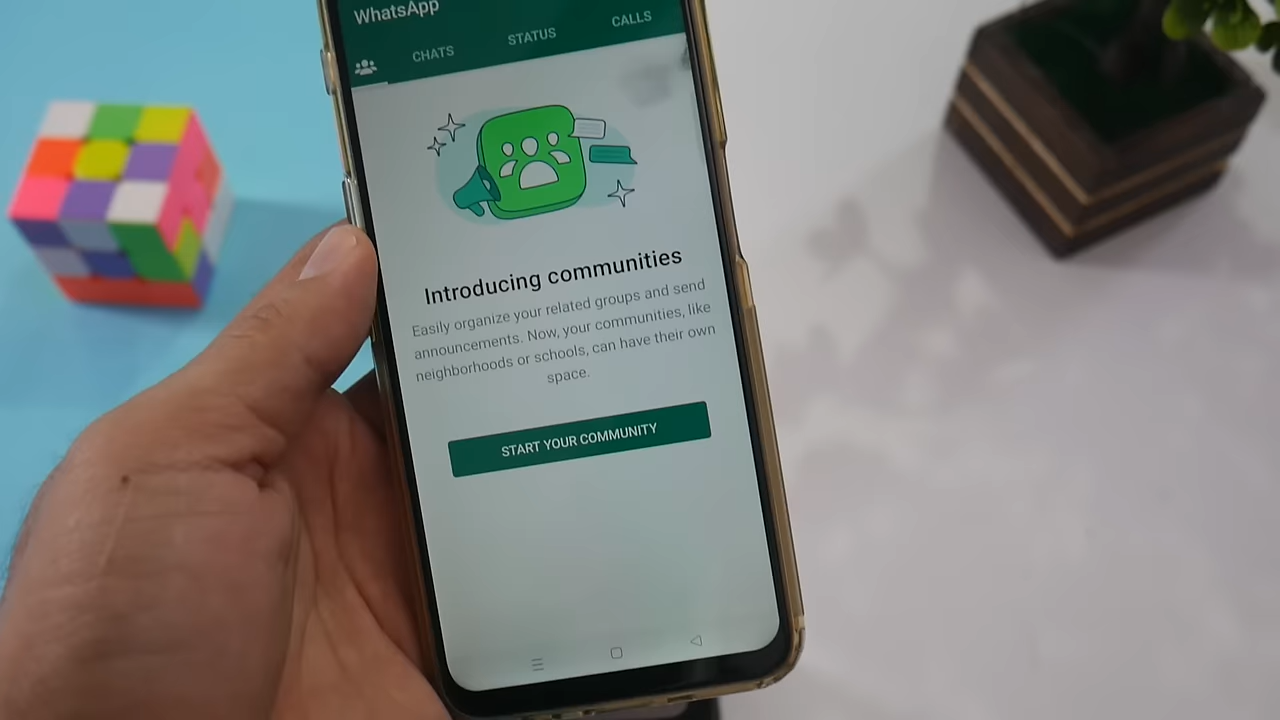 WhatsApp
CHATS STATUS CALLS
Introducing communities
Easily organize your related groups and send
announcements. Now, your communities, like
neighborhoods or schools, can have their own
space.
START YOUR COMMUNITY